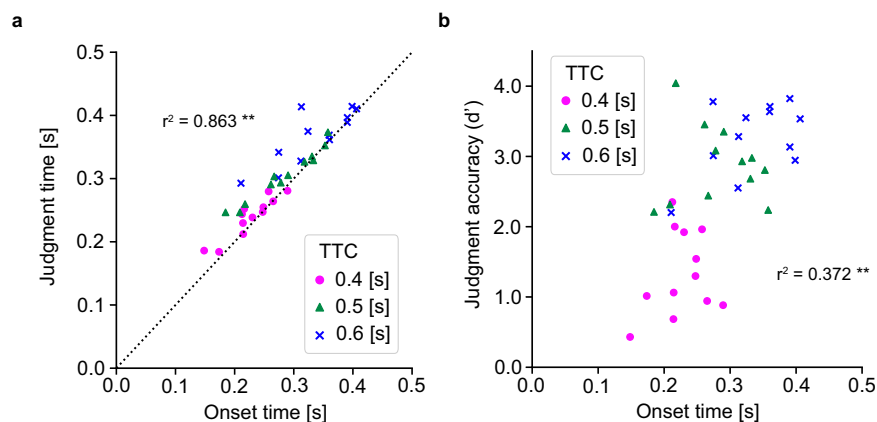 a
0.5
0.4
0.3
0.2
0.1
0.0
Judgment time [s]
r² = 0.863 **
TTC
0.4 [s]
0.5 [s]
0.6 [s]
0.0
0.1
0.2
0.3
0.4
0.5
Onset time [s]
b
4.0
3.0
2.0
1.0
0.0
Judgment accuracy (d’)
TTC
0.4 [s]
0.5 [s]
0.6 [s]
r² = 0.372 **
0.0
0.1
0.2
0.3
0.4
0.5
Onset time [s]